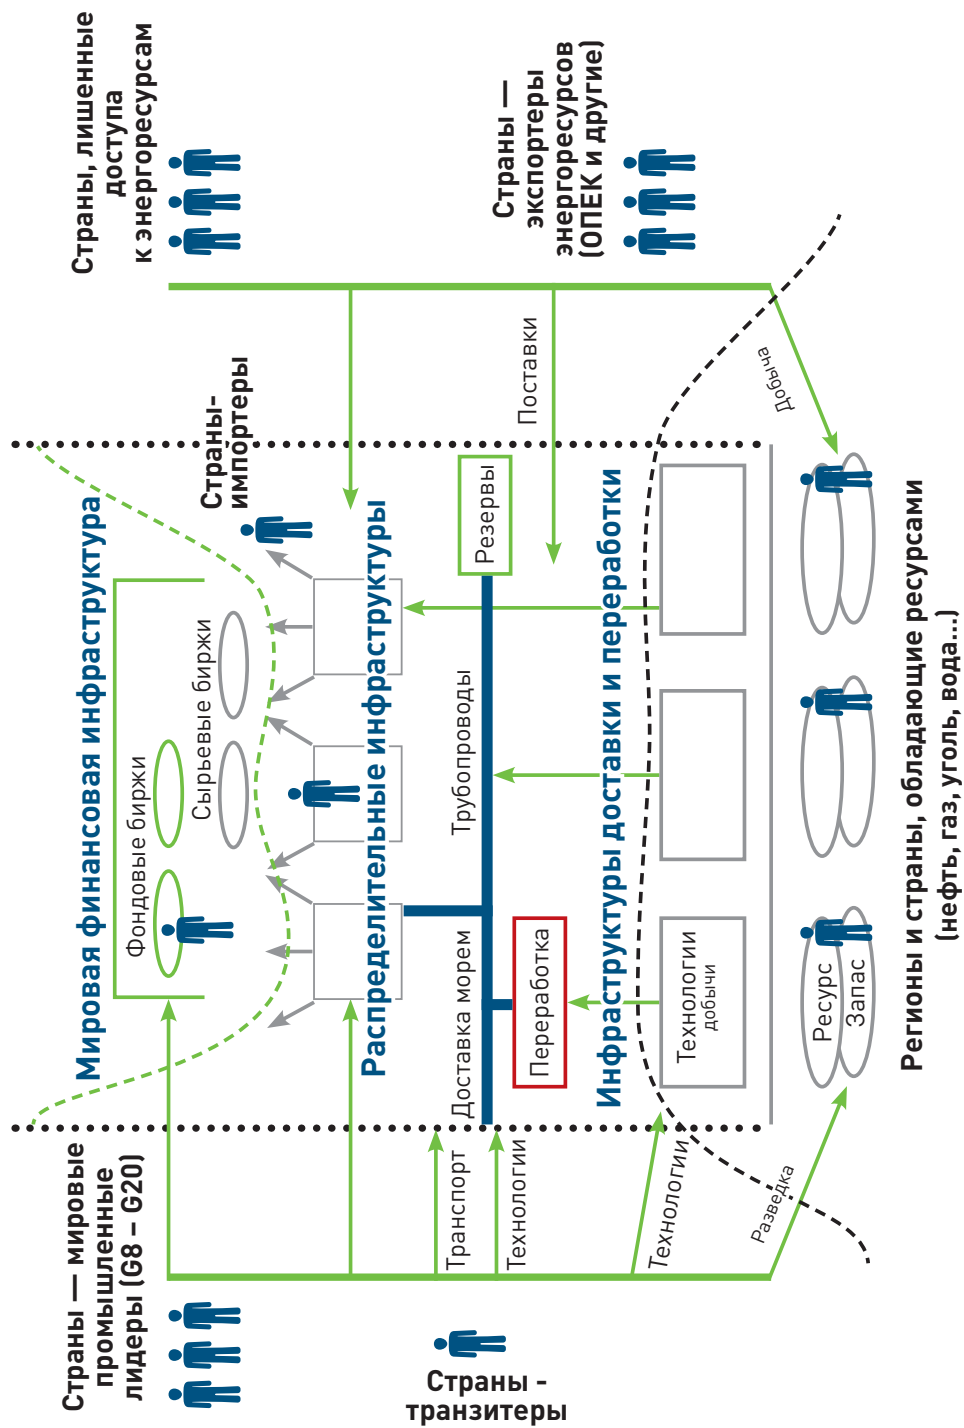 Страны — мировые
промышленные
лидеры (G8 – G20)
Мировая финансовая инфраструктура
Страны, лишенные
доступа
к энергоресурсам
Фондовые биржи
Сырьевые биржи
Страны-
импортеры
Распределительные инфраструктуры
Транспорт
Доставка морем
Трубопроводы
Резервы
Поставки
Страны -
транзитеры
Технологии
Переработка
Страны —
экспортеры
энергоресурсов
(ОПЕК и другие)
Инфраструктуры доставки и переработки
Технологии
Технологии
добычи
Разведка
Добыча
Ресурс
Запас
Регионы и страны, обладающие ресурсами
(нефть, газ, уголь, вода...)